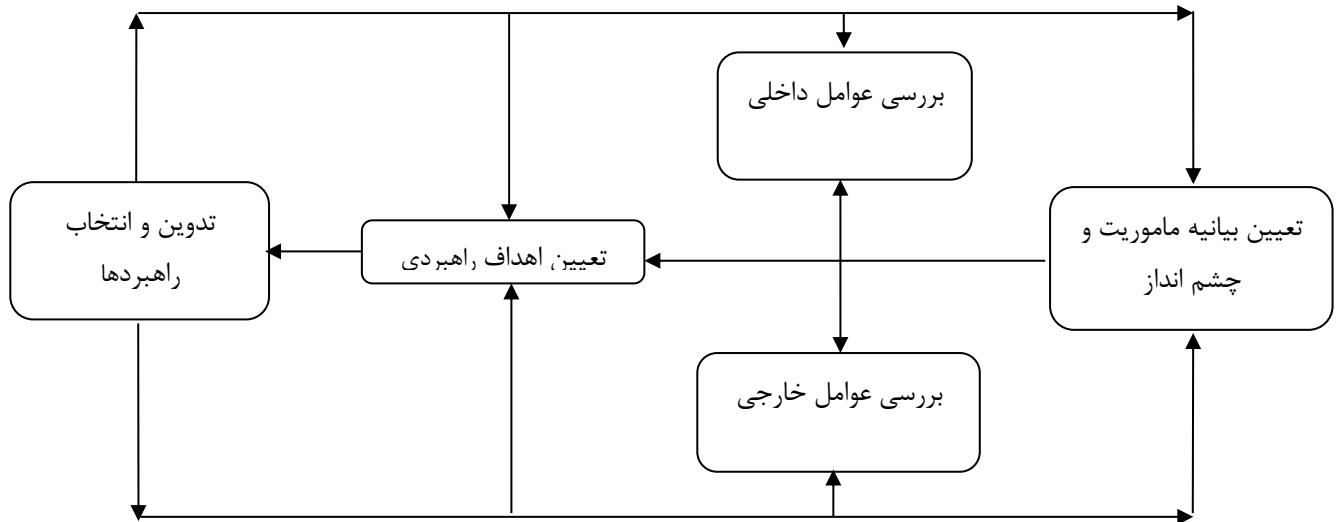 بررسی عوامل داخلی
تعیین بیانیه ماموریت و
چشم انداز
تعیین اهداف راهبردی
تدوین و انتخاب
راهبردها
بررسی عوامل خارجی